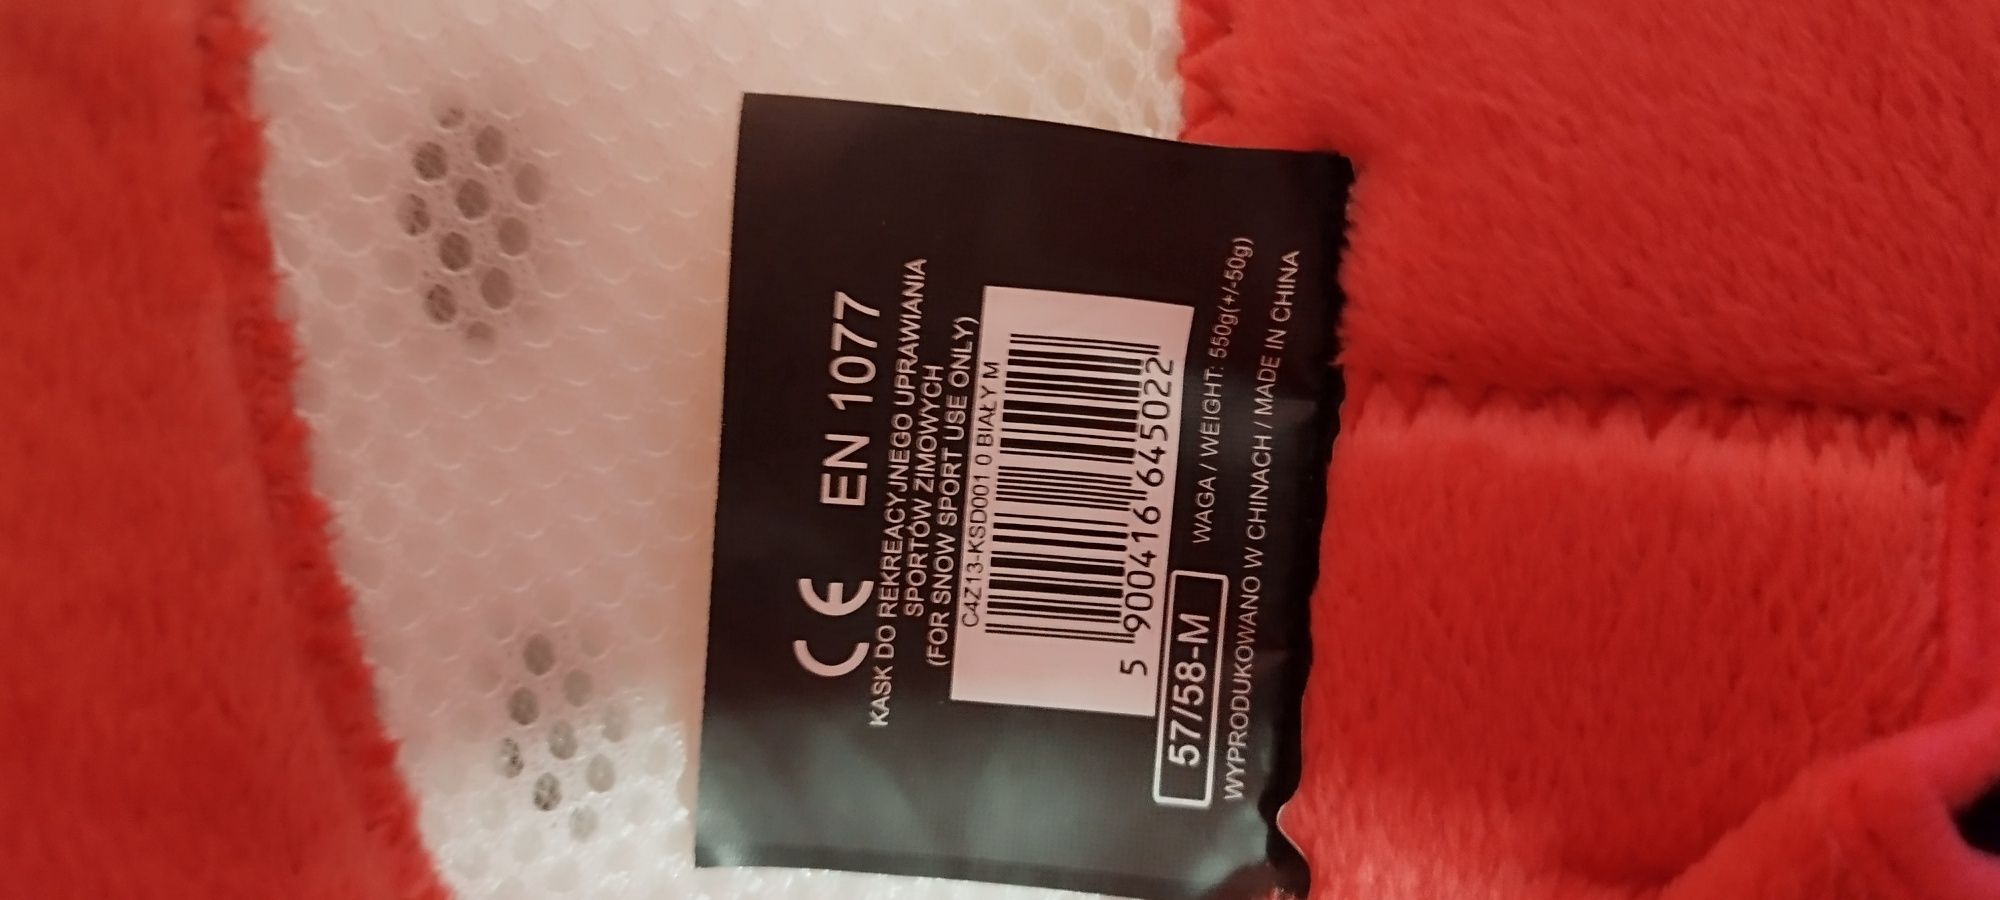 CE EN 1077
KASK DO REKREACYJNEGO UPRAWIANIA
SPORTÓW ZIMOWYCH
(FOR SNOW SPORT USE ONLY)
C4Z13-KSD001 0 BIAŁY M
5 900416 645022
57/58-M WAGA / WEIGHT: 550g(+/-50g)
WYPRODUKOWANO W CHINACH / MADE IN CHINA